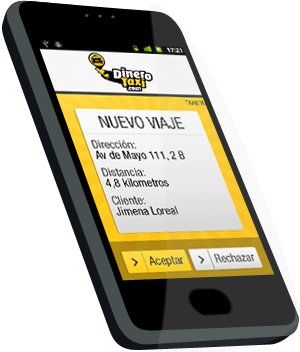 17:21
Dinero
Taxi
.com
NUEVO VIAJE
Dirección:
Av de Mayo 111, 2 B
Distancia:
4,8 kilometros
Cliente:
Jimena Loreal
> Aceptar
> Rechazar